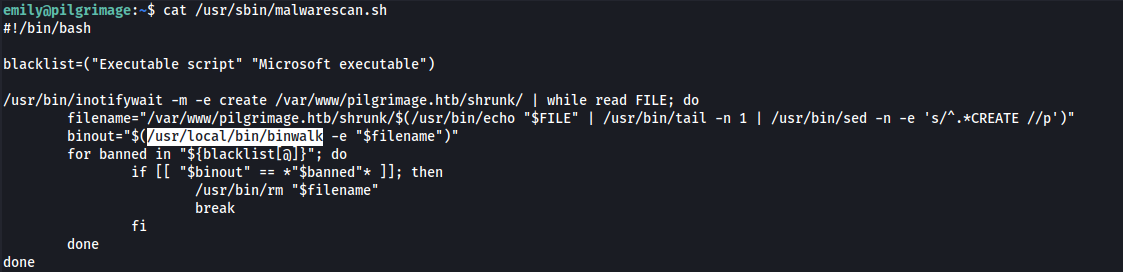 emily@pilgrimage:~$ cat /usr/sbin/malwarescan.sh
#!/bin/bash

blacklist=("Executable script" "Microsoft executable")

/usr/bin/inotifywait -m -e create /var/www/pilgrimage.htb/shrunk/ | while read FILE; do
        filename="/var/www/pilgrimage.htb/shrunk/$(/usr/bin/echo "$FILE" | /usr/bin/tail -n 1 | /usr/bin/sed -n -e 's/^.*CREATE //p')"
        binout="$(/usr/local/bin/binwalk -e "$filename")"
        for banned in "${blacklist[@]}"; do
                if [[ "$binout" == *"$banned"* ]]; then
                        /usr/bin/rm "$filename"
                        break
                fi
        done
done